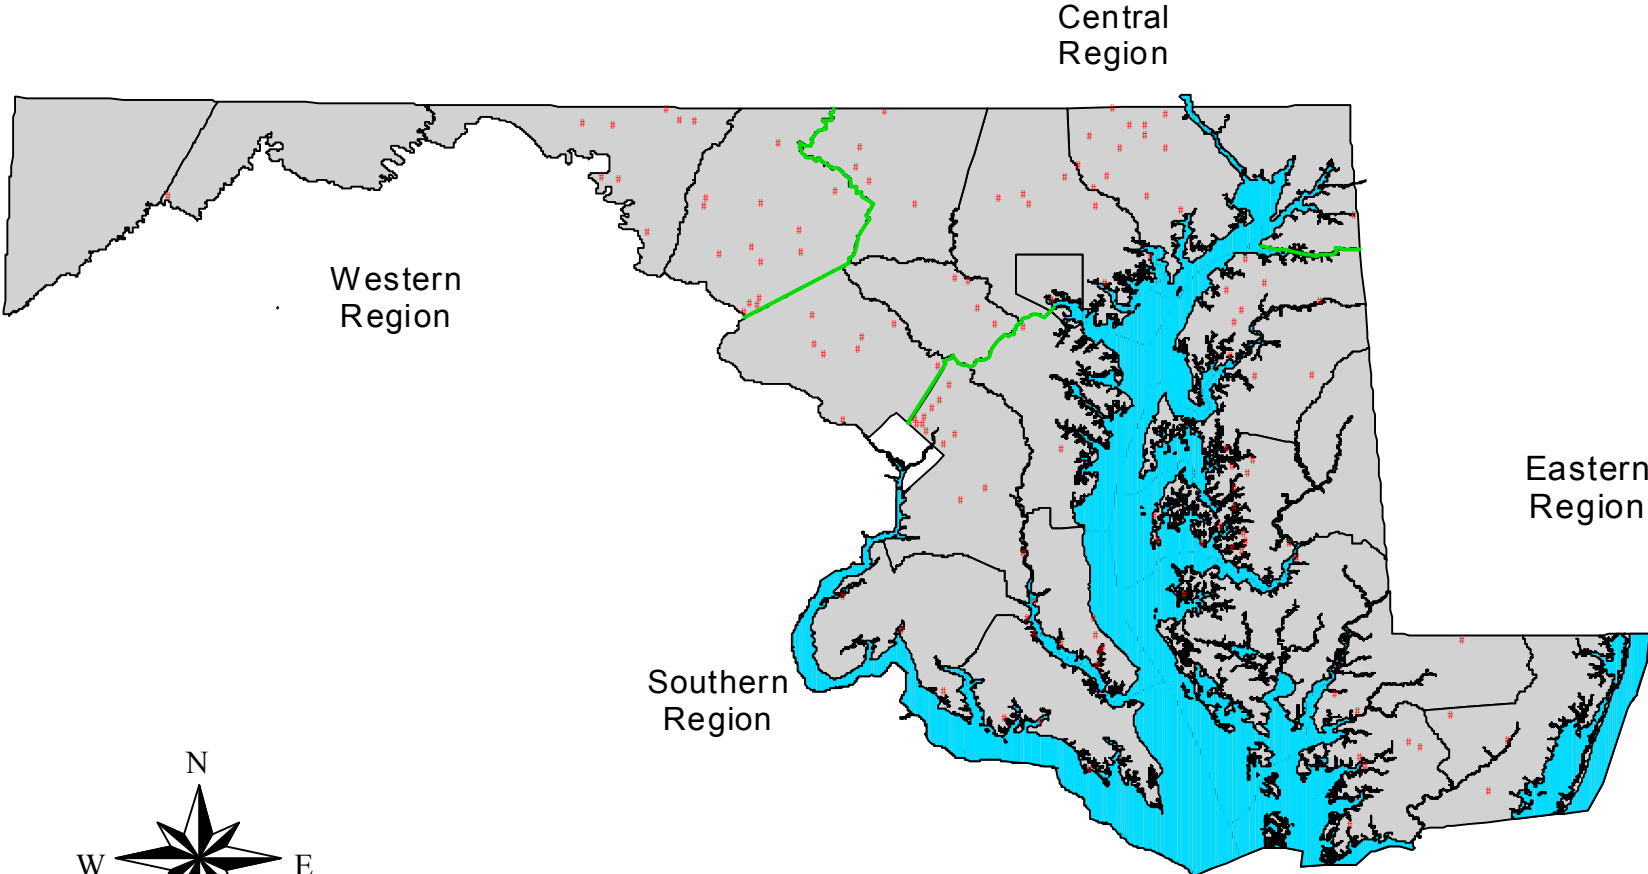 Central
Region
Western
Region
Eastern
Region
Southern
Region
N
W
E